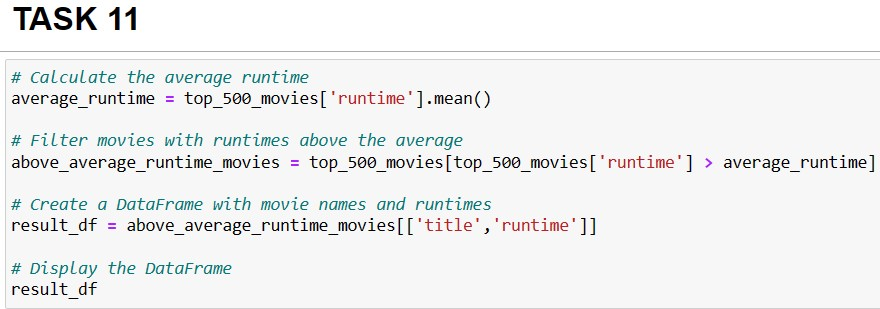 TASK 11
# Calculate the average runtime
average_runtime = top_500_movies['runtime'].mean()
# Filter movies with runtimes above the average
above_average_runtime_movies = top_500_movies[top_500_movies['runtime'] > average_runtime]
# Create a DataFrame with movie names and runtimes
result_df = above_average_runtime_movies[['title','runtime']]
# Display the DataFrame
result_df